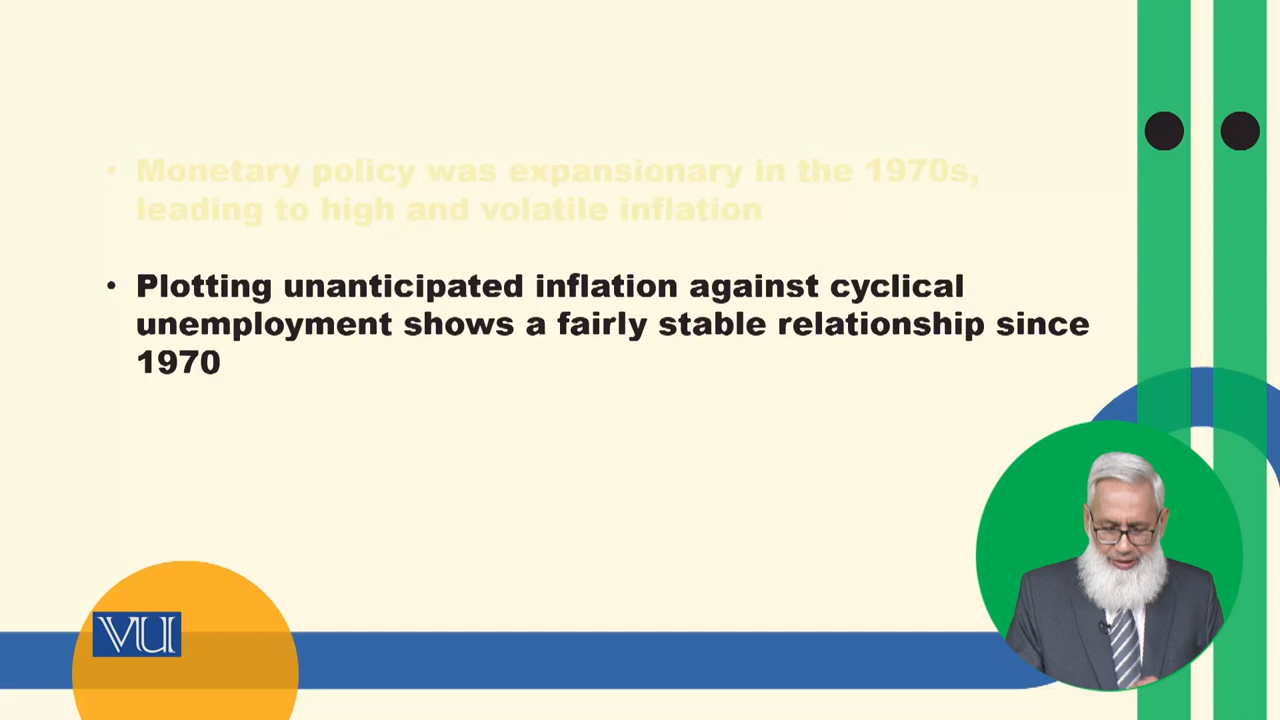 • Monetary policy was expansionary in the 1970s,
leading to high and volatile inflation
• Plotting unanticipated inflation against cyclical
unemployment shows a fairly stable relationship since
1970
VU